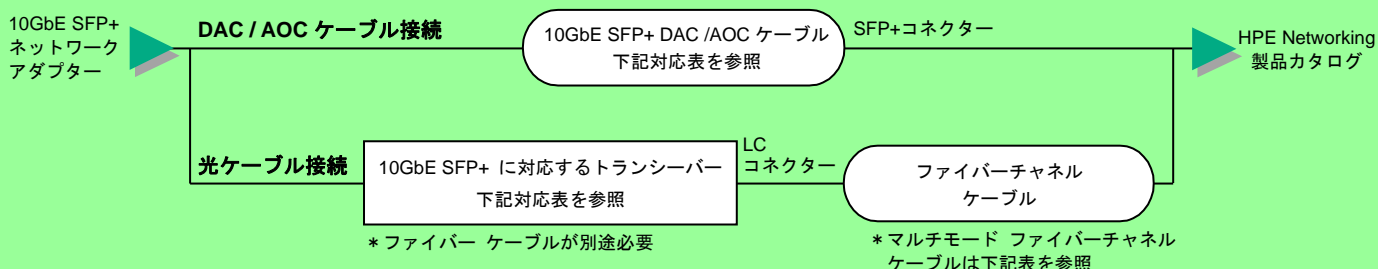 10GbE SFP+
ネットワーク
アダプター
DAC / AOC ケーブル接続
10GbE SFP+ DAC /AOC ケーブル
下記対応表を参照
SFP+コネクター
HPE Networking
製品カタログ
光ケーブル接続
10GbE SFP+ に対応するトランシーバー
下記対応表を参照
LC
コネクター
ファイバーチャネル
ケーブル
＊ファイバー ケーブルが別途必要
＊マルチモード ファイバーチャネル
ケーブルは下記表を参照